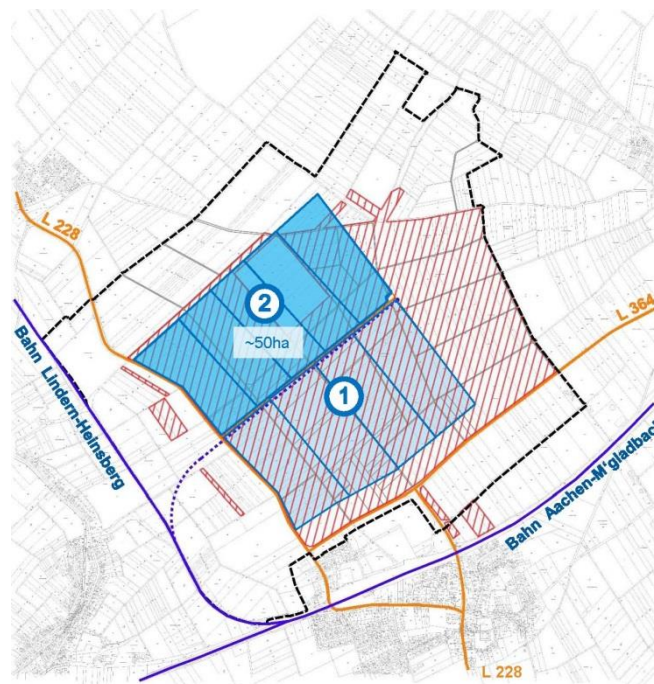 L 228
L 364
2
~50ha
1
Bahn Lindern-Heinsberg
Bahn Aachen-M'gladbach
L 228